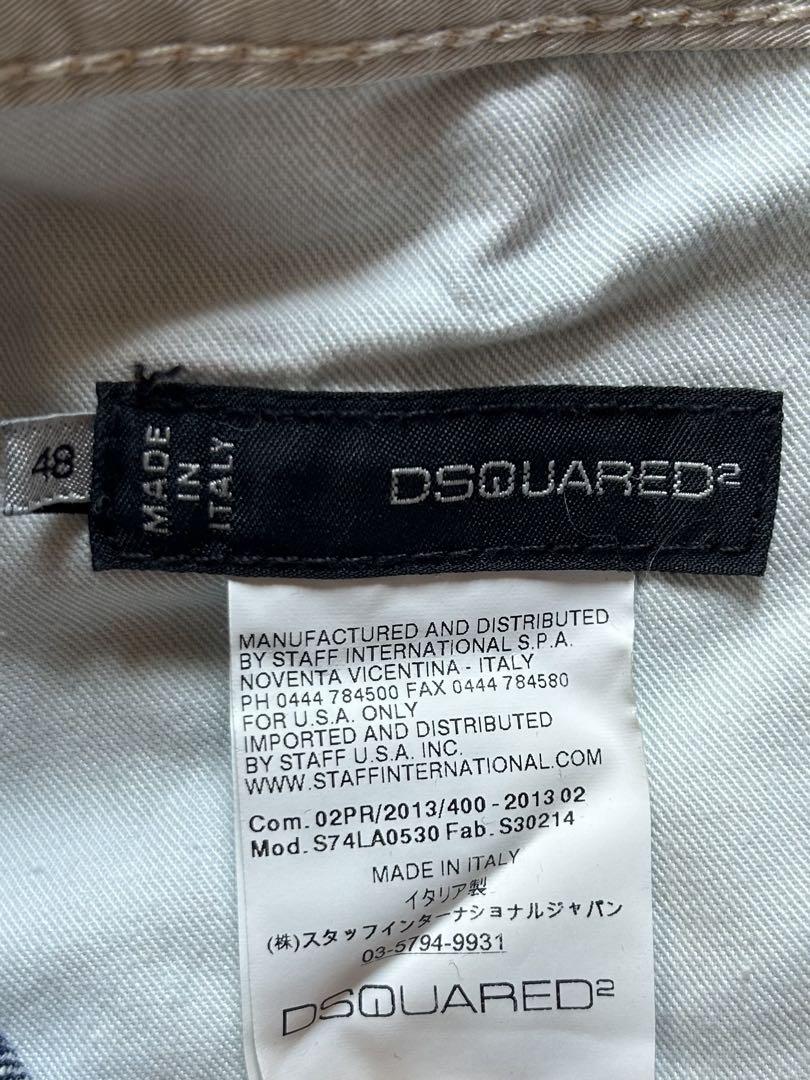 48
MADE
IN
ITALY
DSQUARED2
MANUFACTURED AND DISTRIBUTED
BY STAFF INTERNATIONAL S.P.A.
NOVENTA VICENTINA - ITALY
PH 0444 784500 FAX 0444 784580
FOR U.S.A. ONLY
IMPORTED AND DISTRIBUTED
BY STAFF U.S.A. INC.
WWW.STAFFINTERNATIONAL.COM
Com. 02PR/2013/400 - 2013 02
Mod. S74LA0530 Fab. S30214
MADE IN ITALY
イタリア製
(株)スタッフインターナショナルジャパン
03-5794-9931
DSQUARED2